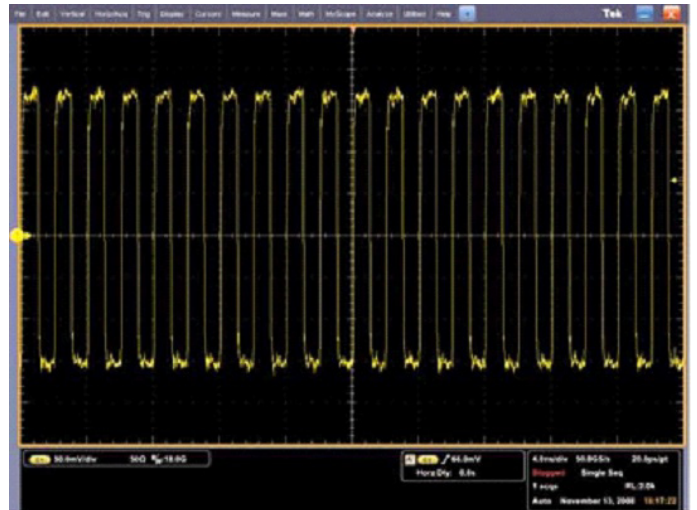 File Edit Vertical Horiz/Acq Trig Display Cursors Measure Mask Math MyScope Analyze Utilities Help Tek
50.0mV/div 50Ω 18.0G
66.0mV
Horz Dly: 0.0s
4.0ns/div 50.0GS/s 20.0ps/pt
Stopped Single Seq
1 acqs RL:2.0k
Auto November 13, 2008